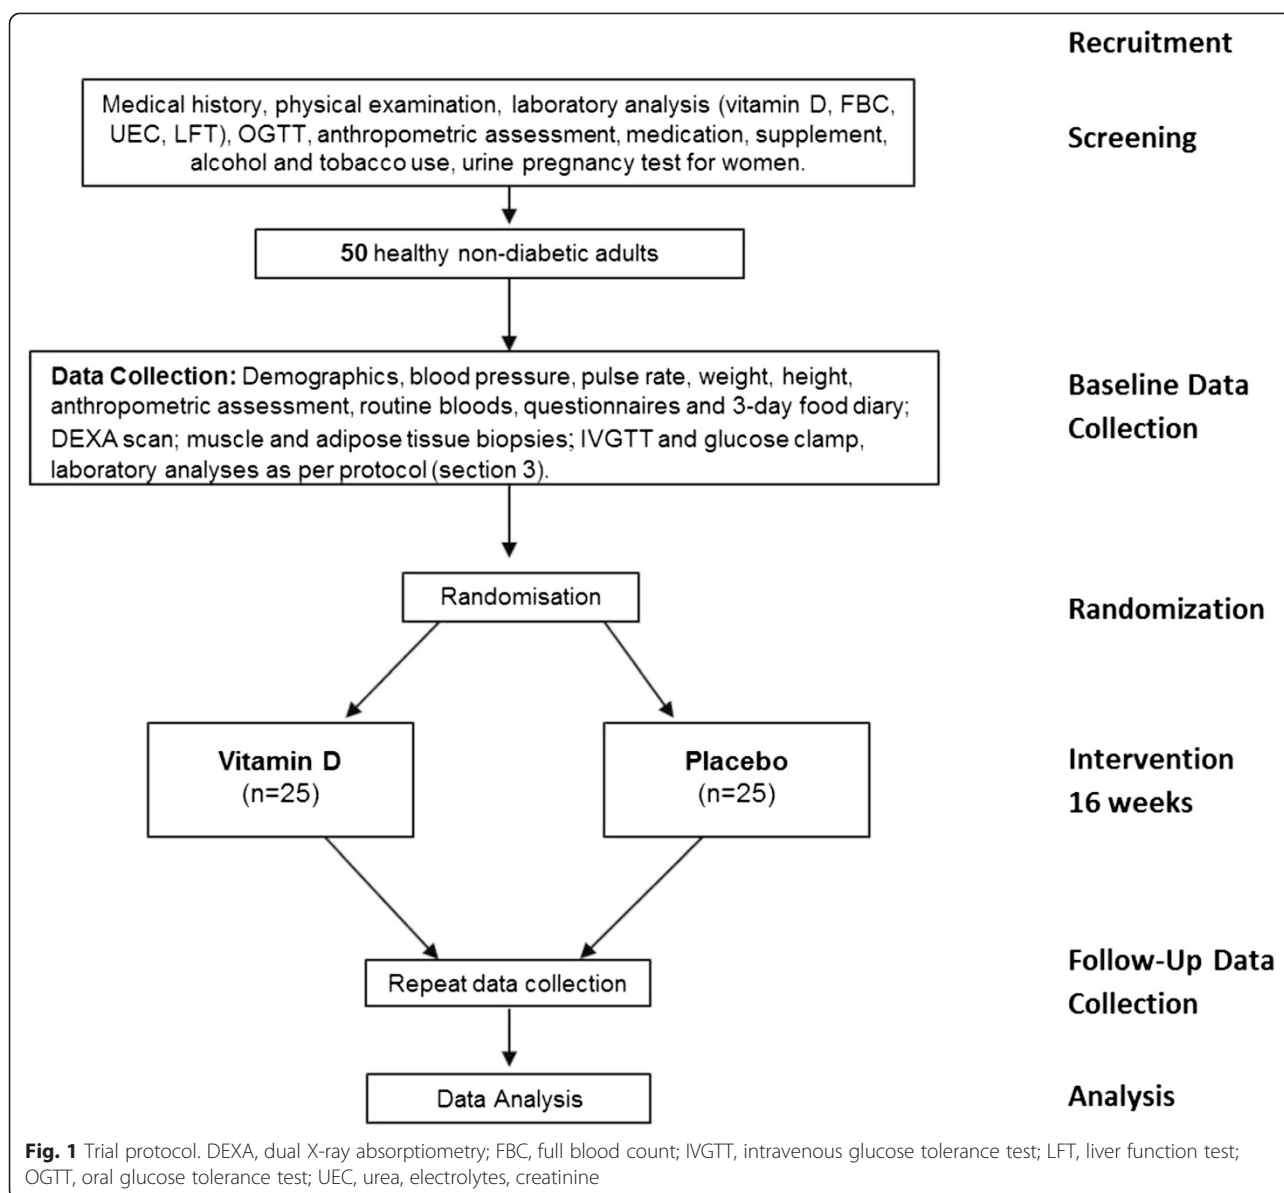 Recruitment
Medical history, physical examination, laboratory analysis (vitamin D, FBC,
UEC, LFT), OGTT, anthropometric assessment, medication, supplement,
alcohol and tobacco use, urine pregnancy test for women.
Screening
50 healthy non-diabetic adults
Data Collection: Demographics, blood pressure, pulse rate, weight, height,
anthropometric assessment, routine bloods, questionnaires and 3-day food diary;
DEXA scan; muscle and adipose tissue biopsies; IVGTT and glucose clamp,
laboratory analyses as per protocol (section 3).
Baseline Data
Collection
Randomisation
Randomization
Vitamin D
(n=25)
Placebo
(n=25)
Intervention
16 weeks
Repeat data collection
Follow-Up Data
Collection
Data Analysis
Analysis
Fig. 1 Trial protocol. DEXA, dual X-ray absorptiometry; FBC, full blood count; IVGTT, intravenous glucose tolerance test; LFT, liver function test;
OGTT, oral glucose tolerance test; UEC, urea, electrolytes, creatinine